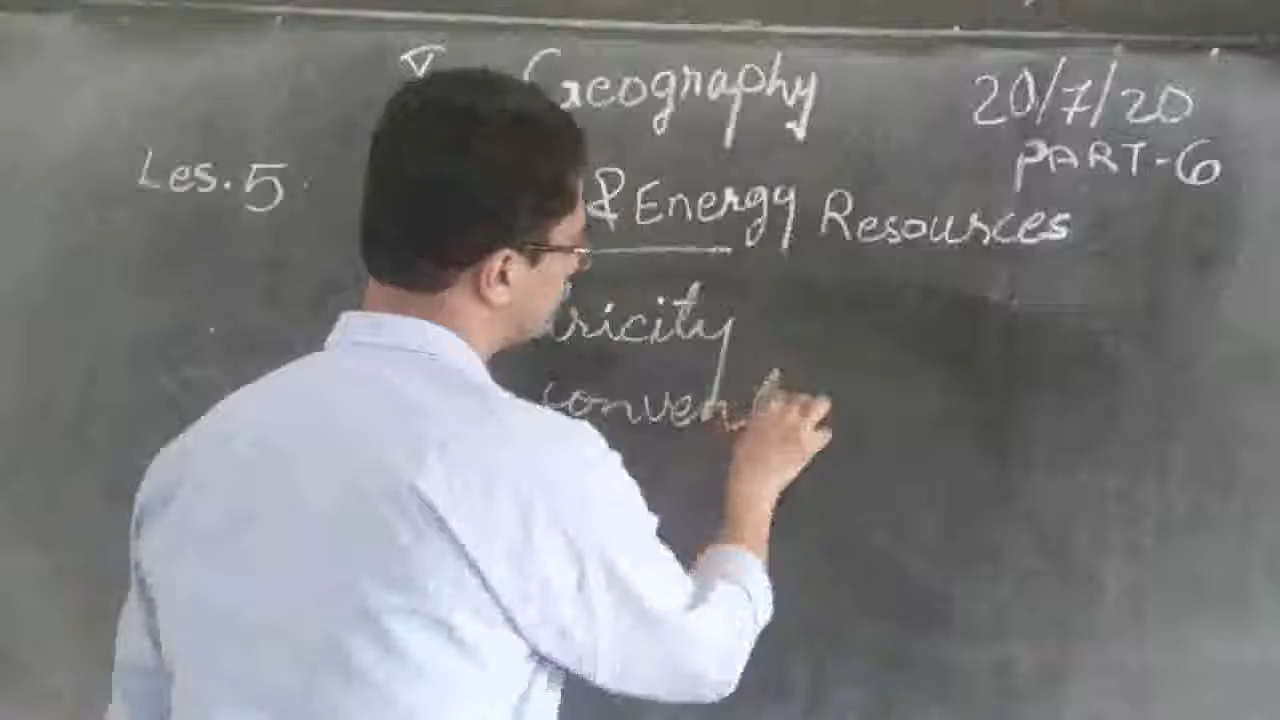 Geography
20/7/20
PART-6
Les. 5.
& Energy Resources
ricity
conven